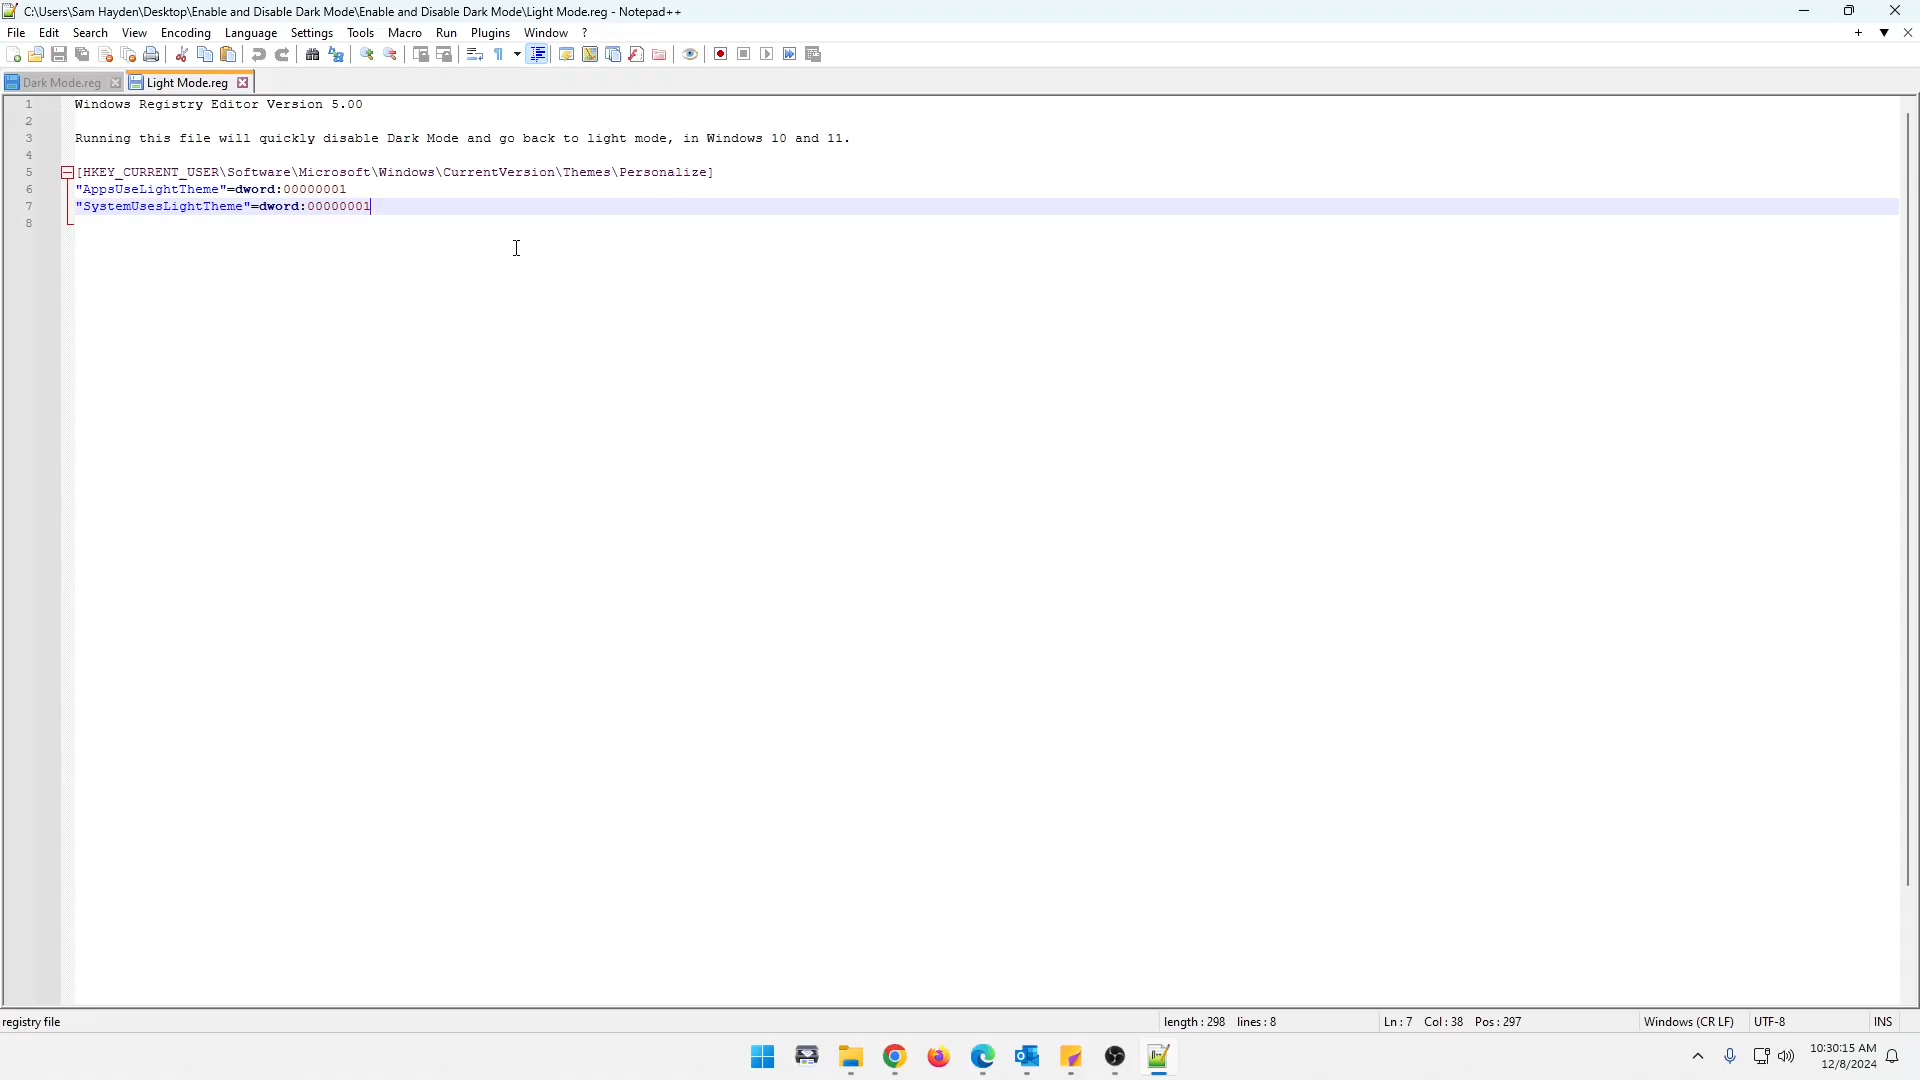 C:\Users\Sam Hayden\Desktop\Enable and Disable Dark Mode\Enable and Disable Dark Mode\Light Mode.reg - Notepad++
File Edit Search View Encoding Language Settings Tools Macro Run Plugins Window ?
Dark Mode.reg Light Mode.reg
1 Windows Registry Editor Version 5.00
2
3 Running this file will quickly disable Dark Mode and go back to light mode, in Windows 10 and 11.
4
5 [HKEY_CURRENT_USER\Software\Microsoft\Windows\CurrentVersion\Themes\Personalize]
6 "AppsUseLightTheme"=dword:00000001
7 "SystemUsesLightTheme"=dword:00000001
8
registry file length : 298 lines : 8 Ln : 7 Col : 38 Pos : 297 Windows (CR LF) UTF-8 INS
10:30:15 AM
12/8/2024